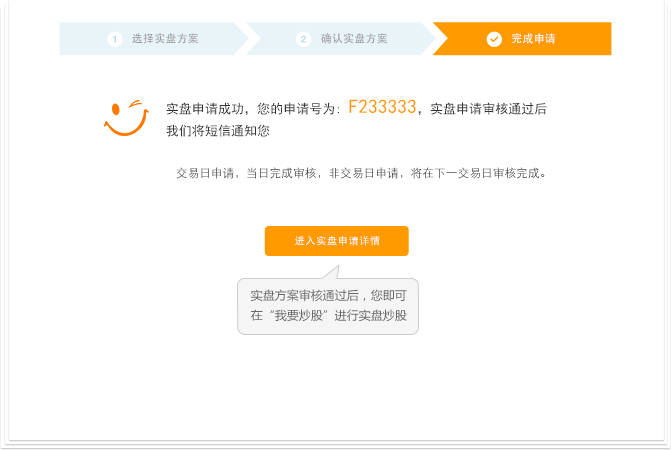 1 选择实盘方案
2 确认实盘方案
完成申请
实盘申请成功，您的申请号为：F233333，实盘申请审核通过后
我们将短信通知您
交易日申请，当日完成审核，非交易日申请，将在下一交易日审核完成。
进入实盘申请详情
实盘方案审核通过后，您即可
在“我要炒股”进行实盘炒股